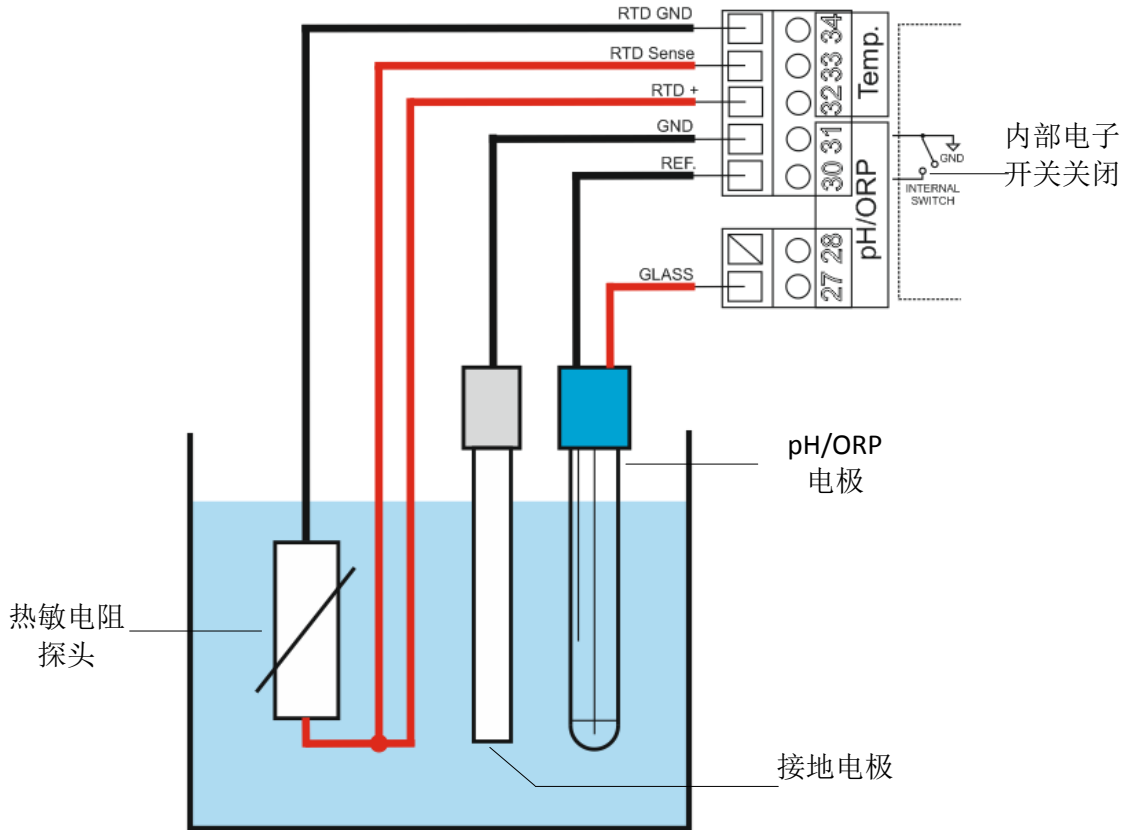 RTD GND
RTD Sense
RTD +
GND
REF.
GLASS
34
33
32
31
30
28
27
Temp.
pH/ORP
GND
INTERNAL
SWITCH
内部电子
开关关闭
pH/ORP
电极
热敏电阻
探头
接地电极